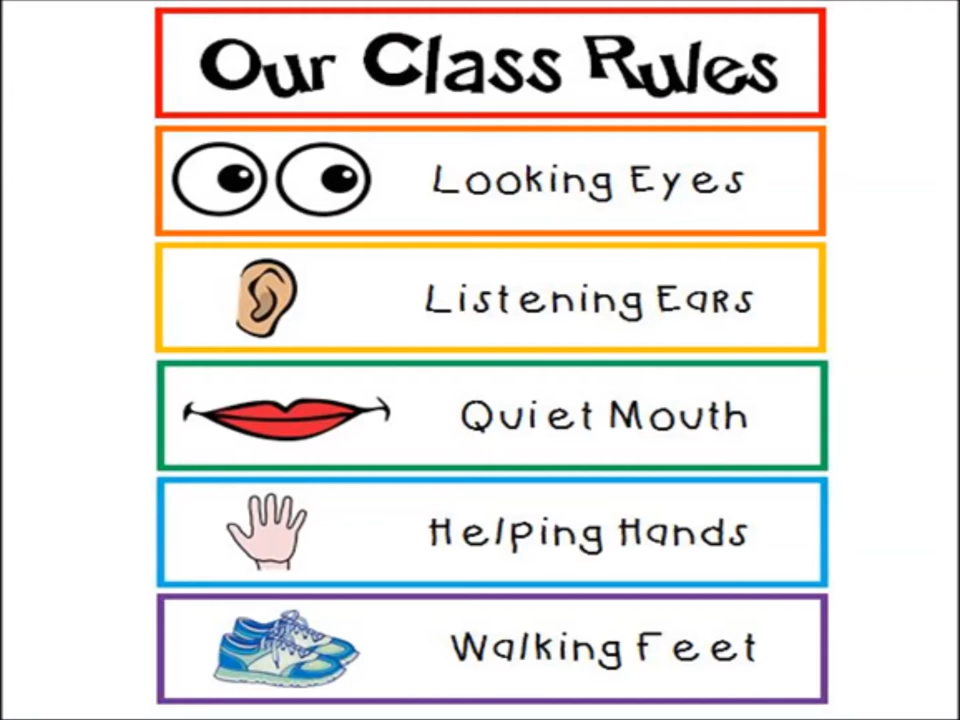 Our Class Rules
Looking Eyes
Listening Ears
Quiet Mouth
Helping Hands
Walking Feet